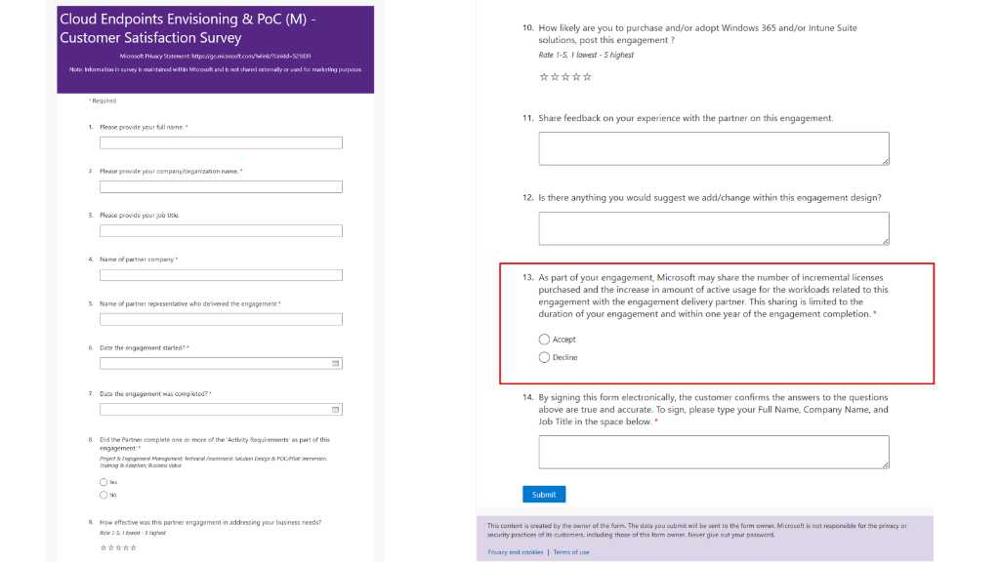 Cloud Endpoints Envisioning & PoC (M) -
Customer Satisfaction Survey
Microsoft Privacy Statement: https://go.microsoft.com/fwlink/?LinkId=521839
Note: Information in survey is maintained within Microsoft and is not shared externally or used for marketing purposes
* Required
1. Please provide your full name. *
2. Please provide your company/organization name. *
3. Please provide your job title.
4. Name of partner company *
5. Name of partner representative who delivered the engagement *
6. Date the engagement started? *
7. Date the engagement was completed? *
8. Did the Partner complete one or more of the 'Activity Requirements' as part of this
engagement: *
Project & Engagement Management; Technical Assessment; Solution Design & POC/Pilot; Immersion;
Training & Adoption; Business Value
Yes
No
9. How effective was this partner engagement in addressing your business needs?
Rate 1-5, 1 lowest - 5 highest
10. How likely are you to purchase and/or adopt Windows 365 and/or Intune Suite
solutions, post this engagement ?
Rate 1-5, 1 lowest - 5 highest
11. Share feedback on your experience with the partner on this engagement.
12. Is there anything you would suggest we add/change within this engagement design?
13. As part of your engagement, Microsoft may share the number of incremental licenses
purchased and the increase in amount of active usage for the workloads related to this
engagement with the engagement delivery partner. This sharing is limited to the
duration of your engagement and within one year of the engagement completion. *
Accept
Decline
14. By signing this form electronically, the customer confirms the answers to the questions
above are true and accurate. To sign, please type your Full Name, Company Name, and
Job Title in the space below. *
Submit
This content is created by the owner of the form. The data you submit will be sent to the form owner. Microsoft is not responsible for the privacy or
security practices of its customers, including those of this form owner. Never give out your password.
Privacy and cookies | Terms of use